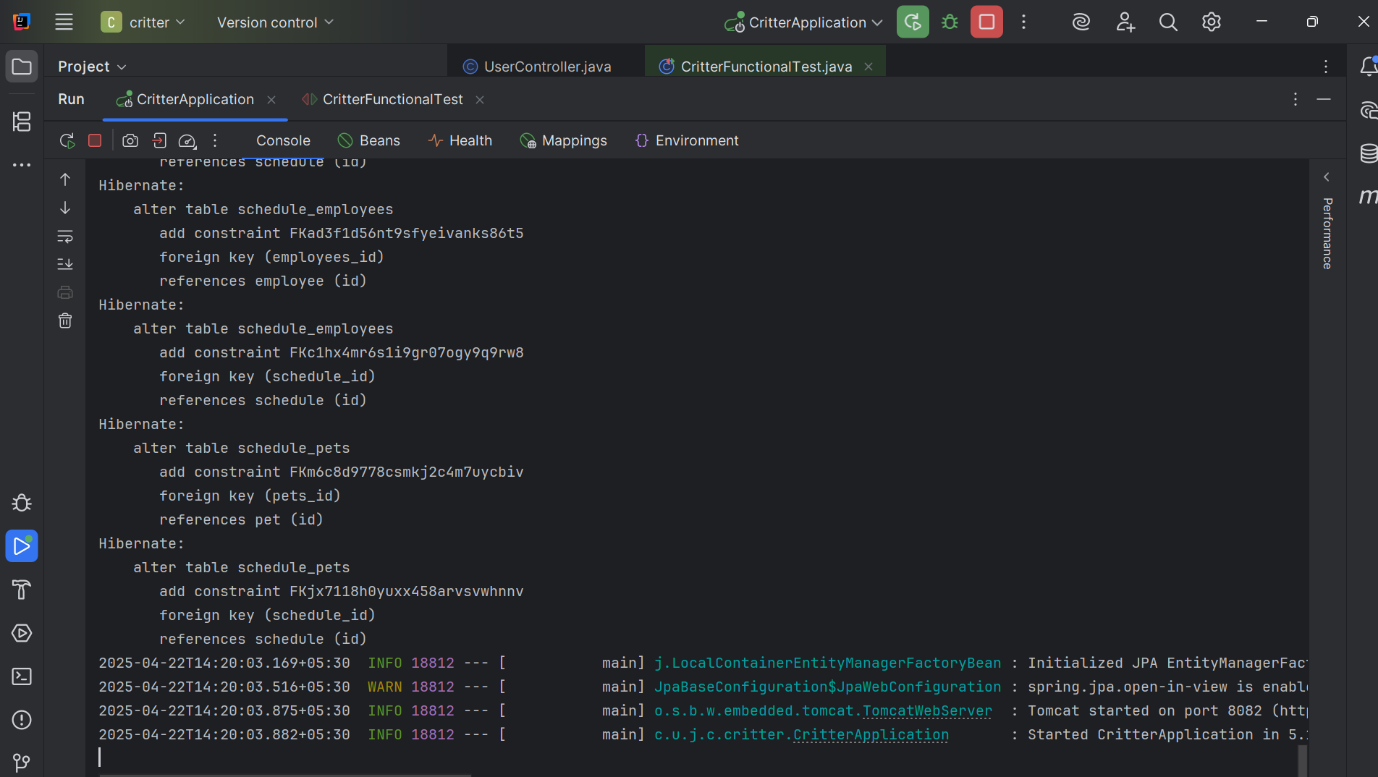 C critter Version control CritterApplication
Project UserController.java CritterFunctionalTest.java
Run CritterApplication CritterFunctionalTest
Console Beans Health Mappings Environment
references schedule (id)
Hibernate:
alter table schedule_employees
add constraint FKad3f1d56nt9sfyeivanks86t5
foreign key (employees_id)
references employee (id)
Hibernate:
alter table schedule_employees
add constraint FKc1hx4mr6s1i9gr07ogy9q9rw8
foreign key (schedule_id)
references schedule (id)
Hibernate:
alter table schedule_pets
add constraint FKm6c8d9778csmkj2c4m7uycbiv
foreign key (pets_id)
references pet (id)
Hibernate:
alter table schedule_pets
add constraint FKjx7118h0yuxx458arvsvwhnnv
foreign key (schedule_id)
references schedule (id)
2025-04-22T14:20:03.169+05:30 INFO 18812 --- [ main] j.LocalContainerEntityManagerFactoryBean : Initialized JPA EntityManagerFac
2025-04-22T14:20:03.516+05:30 WARN 18812 --- [ main] JpaBaseConfiguration$JpaWebConfiguration : spring.jpa.open-in-view is enabl
2025-04-22T14:20:03.875+05:30 INFO 18812 --- [ main] o.s.b.w.embedded.tomcat.TomcatWebServer : Tomcat started on port 8082 (htt
2025-04-22T14:20:03.882+05:30 INFO 18812 --- [ main] c.u.j.c.critter.CritterApplication : Started CritterApplication in 5.
Performance
m